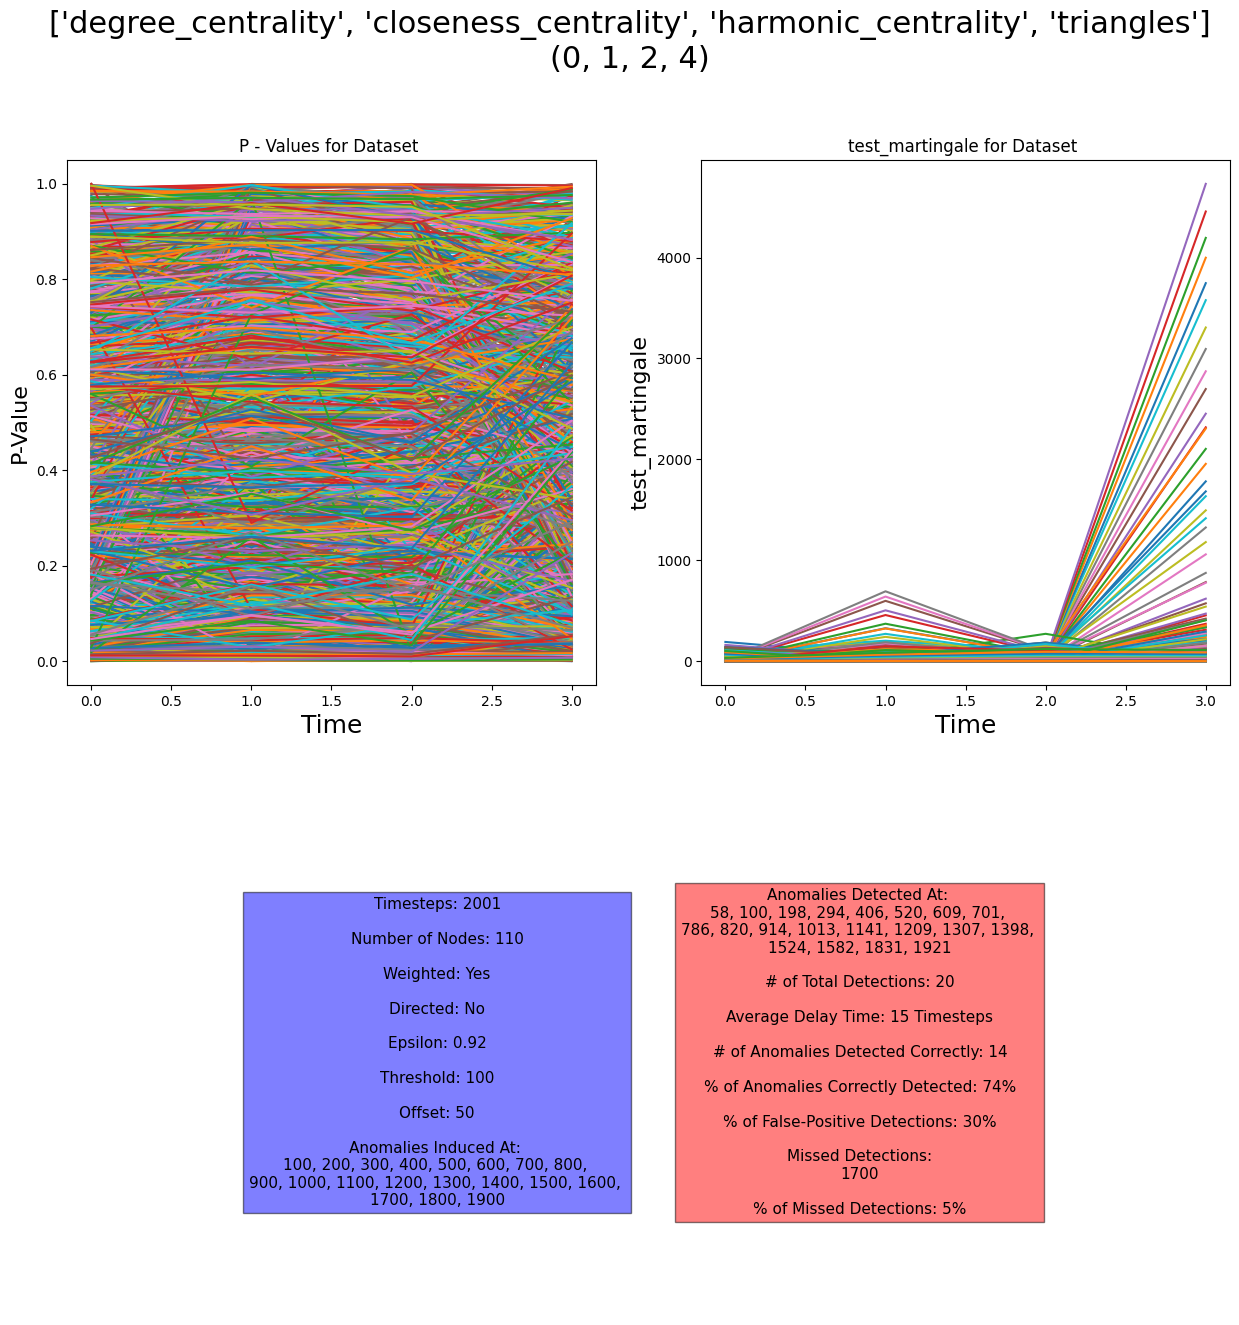 ['degree_centrality', 'closeness_centrality', 'harmonic_centrality', 'triangles']
(0, 1, 2, 4)
P - Values for Dataset
P-Value
1.0
0.8
0.6
0.4
0.2
0.0
0.0 0.5 1.0 1.5 2.0 2.5 3.0
Time
test_martingale for Dataset
test_martingale
4000
3000
2000
1000
0
0.0 0.5 1.0 1.5 2.0 2.5 3.0
Time
Timesteps: 2001
Number of Nodes: 110
Weighted: Yes
Directed: No
Epsilon: 0.92
Threshold: 100
Offset: 50
Anomalies Induced At:
100, 200, 300, 400, 500, 600, 700, 800,
900, 1000, 1100, 1200, 1300, 1400, 1500, 1600,
1700, 1800, 1900
Anomalies Detected At:
58, 100, 198, 294, 406, 520, 609, 701,
786, 820, 914, 1013, 1141, 1209, 1307, 1398,
1524, 1582, 1831, 1921
# of Total Detections: 20
Average Delay Time: 15 Timesteps
# of Anomalies Detected Correctly: 14
% of Anomalies Correctly Detected: 74%
% of False-Positive Detections: 30%
Missed Detections:
1700
% of Missed Detections: 5%